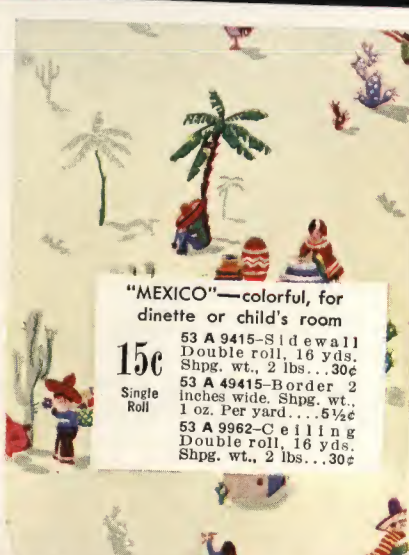 "MEXICO"—colorful, for
dinette or child's room
15¢
Single
Roll
53 A 9415–Sidewall
Double roll, 16 yds.
Shpg. wt., 2 lbs...30¢
53 A 49415–Border 2
inches wide. Shpg. wt.,
1 oz. Per yard....5½¢
53 A 9962–Ceiling
Double roll, 16 yds.
Shpg. wt., 2 lbs...30¢